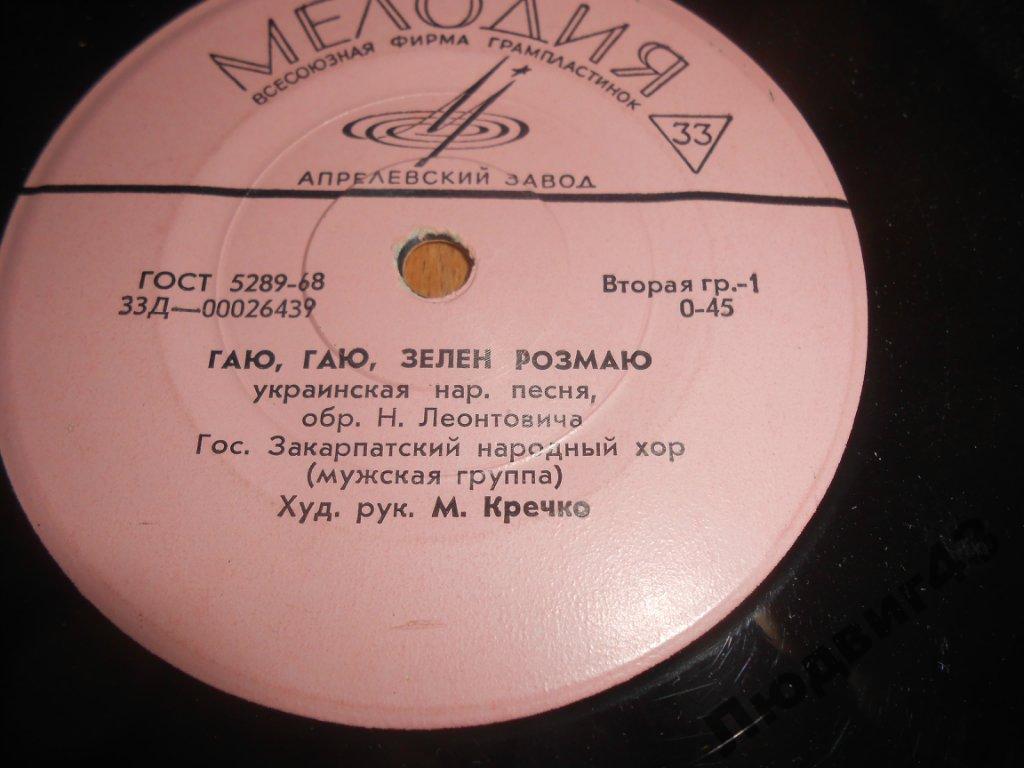 МЕЛОДИЯ
ВСЕСОЮЗНАЯ ФИРМА ГРАМПЛАСТИНОК
33
АПРЕЛЕВСКИЙ ЗАВОД
ГОСТ 5289-68
Вторая гр.-1
33Д—00026439
0-45
ГАЮ, ГАЮ, ЗЕЛЕН РОЗМАЮ
украинская нар. песня,
обр. Н. Леонтовича
Гос. Закарпатский народный хор
(мужская группа)
Худ. рук. М. Кречко
Людвиг43